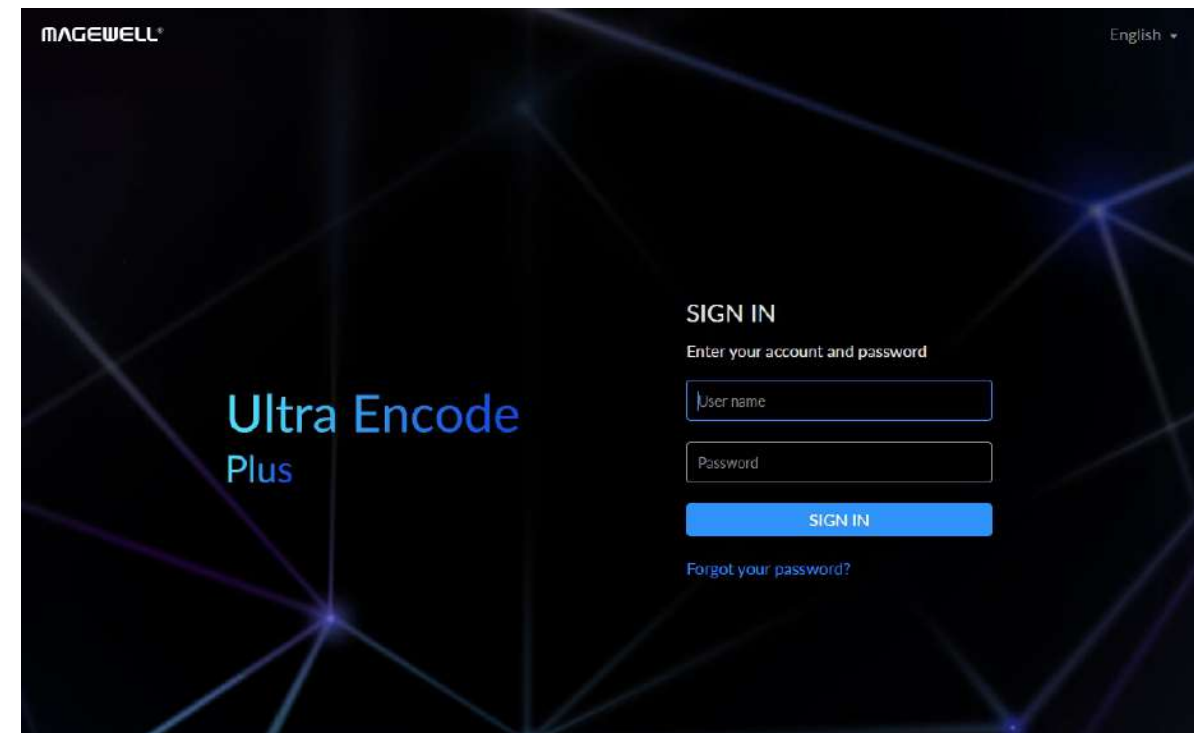 MAGEWELL®
English
SIGN IN
Enter your account and password
Ultra Encode
Plus
User name
Password
SIGN IN
Forgot your password?